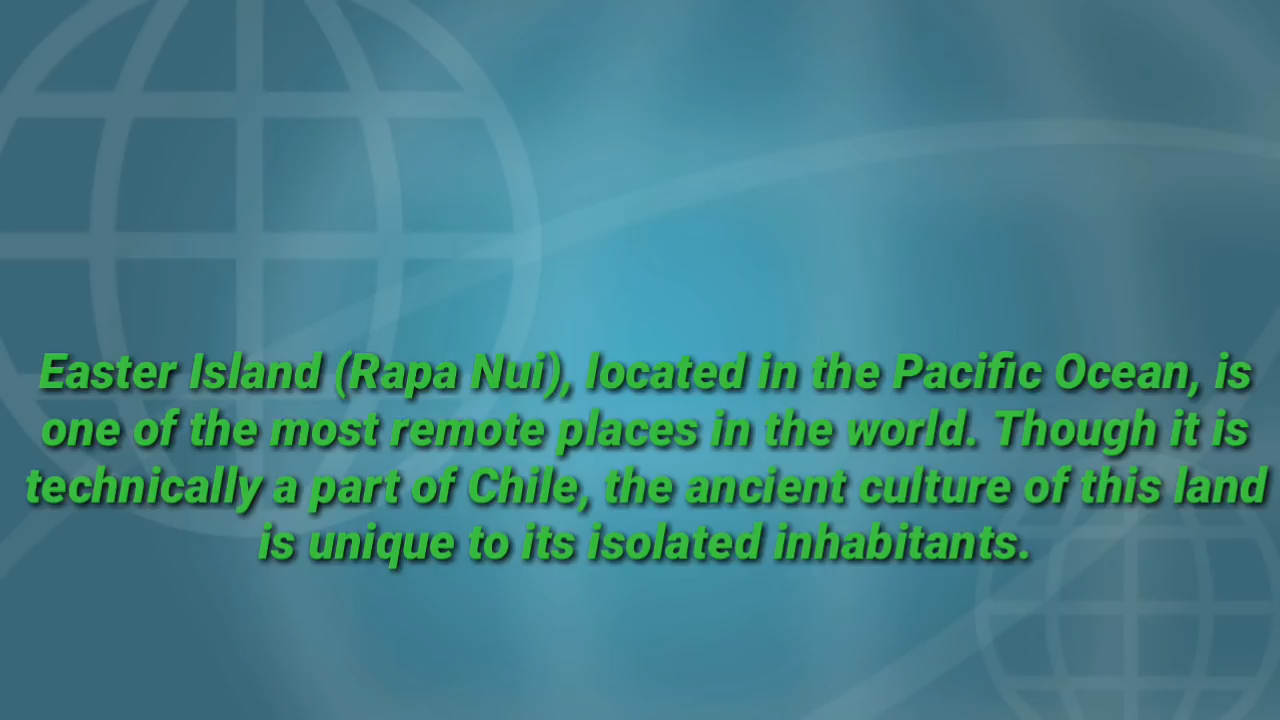 Easter Island (Rapa Nui), located in the Pacific Ocean, is
one of the most remote places in the world. Though it is
technically a part of Chile, the ancient culture of this land
is unique to its isolated inhabitants.